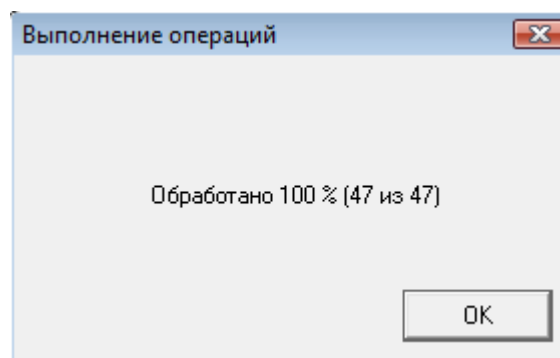 Выполнение операций
Обработано 100 % (47 из 47)
OK